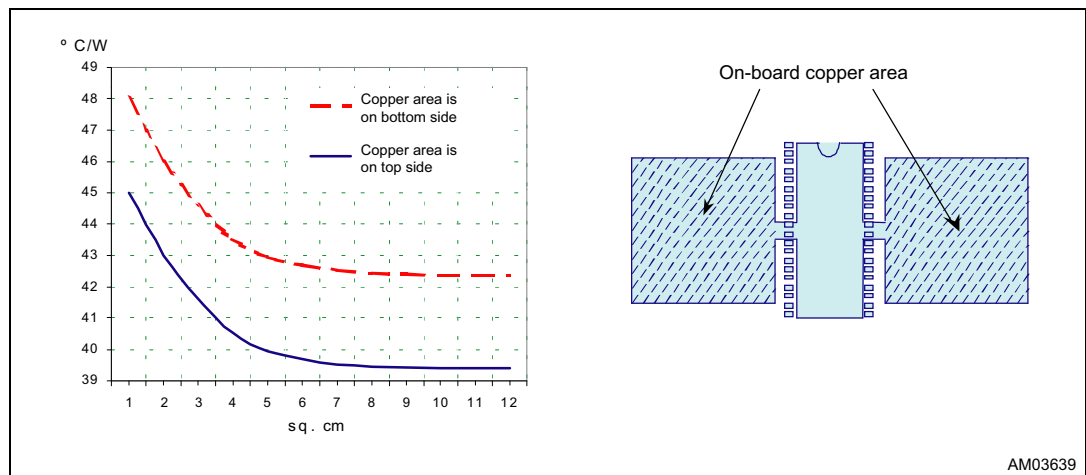 º C/W
49
48
47
46
45
44
43
42
41
40
39
1 2 3 4 5 6 7 8 9 10 11 12
sq. cm
Copper area is
on bottom side
Copper area is
on top side
On-board copper area
AM03639